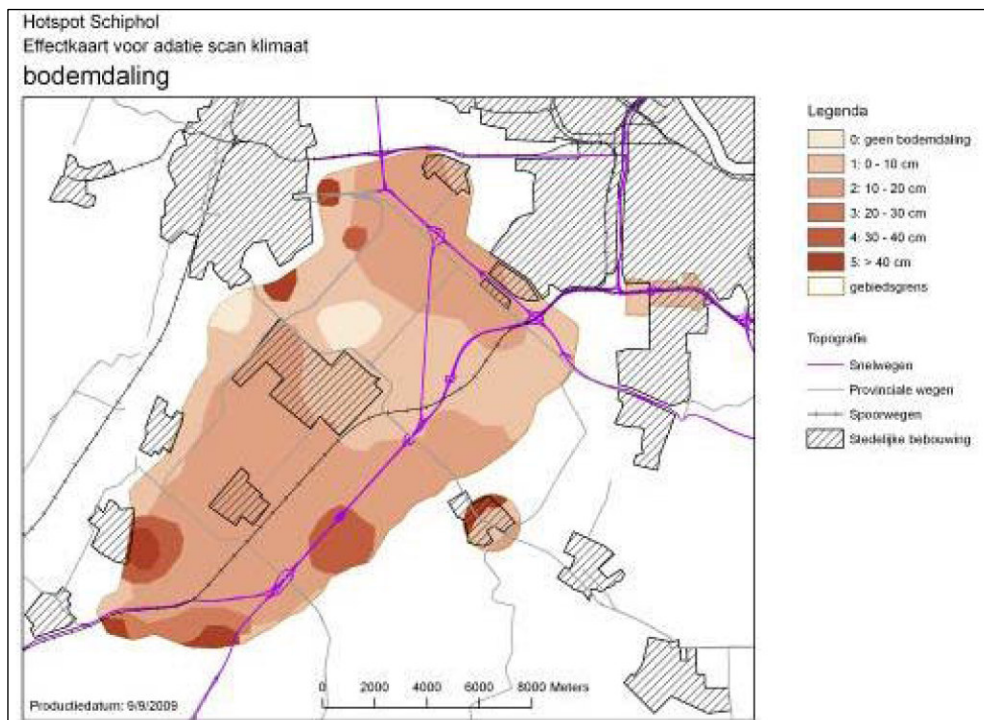 Hotspot Schiphol
Effectkaart voor adatie scan klimaat
bodemdaling
Legenda
0: geen bodemdaling
1: 0 - 10 cm
2: 10 - 20 cm
3: 20 - 30 cm
4: 30 - 40 cm
5: > 40 cm
gebiedsgrens
Topografie
Snelwegen
Provinciale wegen
Spoorwegen
Stedelijke bebouwing
0 2000 4000 6000 8000 Meters
Productiedatum: 9/9/2009